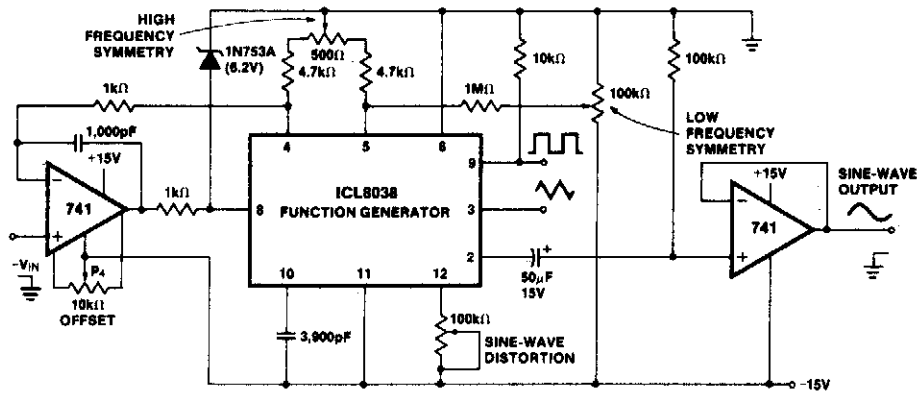 HIGH
FREQUENCY
SYMMETRY
1N753A
(6.2V)
500Ω
4.7kΩ
4.7kΩ
10kΩ
100kΩ
1kΩ
1MΩ
100kΩ
LOW
FREQUENCY
SYMMETRY
1,000pF
+15V
4
5
6
9
741
1kΩ
8
ICL8038
FUNCTION GENERATOR
3
+15V
741
SINE-WAVE
OUTPUT
−
+
−
+
-VIN
P4
10kΩ
OFFSET
10
11
12
2
+
50μF
15V
3,900pF
100kΩ
SINE-WAVE
DISTORTION
-15V